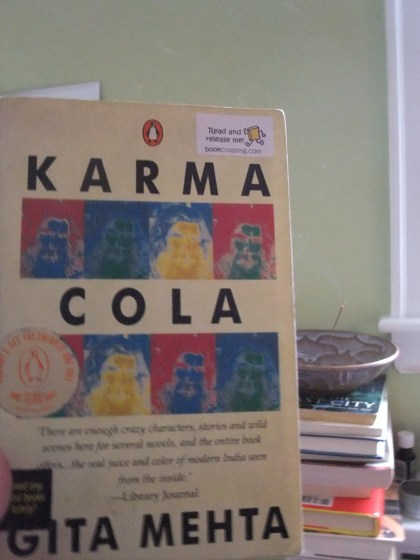 Read and
release me!
bookcrossing.com
KARMA
COLA
"There are enough crazy characters, stories and wild
scenes here for several novels, and the entire book
offers...the real juice and color of modern India seen
from the inside."
—Library Journal
GITA MEHTA
CITY